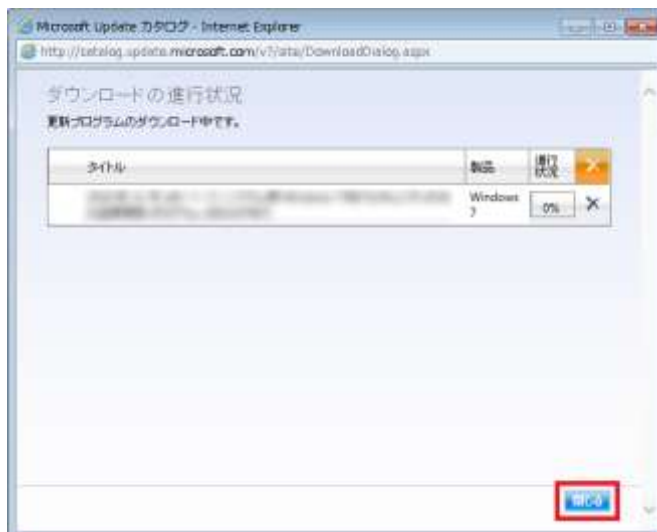 Microsoft Update カタログ - Internet Explorer
http://catalog.update.microsoft.com/v7/site/DownloadDialog.aspx
ダウンロードの進行状況
更新プログラムのダウンロード中です。
タイトル 製品 進行状況
Windows 7 0%
閉じる